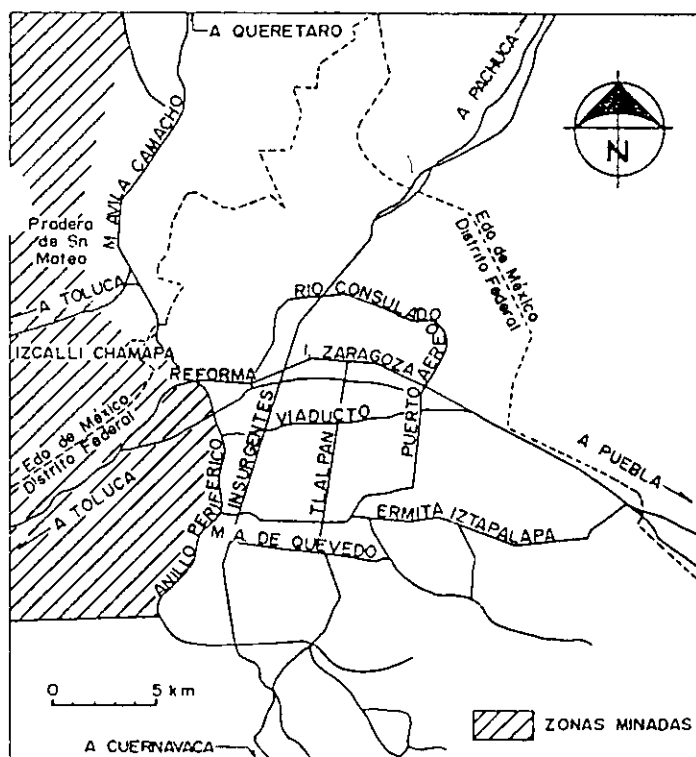 A QUERETARO
A PACHUCA
N
M AVILA CAMACHO
Pradera
de Sn
Mateo
Edo de México
Distrito Federal
A TOLUCA
RIO CONSULADO
IZCALLI CHAMAPA
REFORMA
I. ZARAGOZA
PUERTO AEREO
INSURGENTES
VIADUCTO
TLALPAN
Edo de México
Distrito Federal
A TOLUCA
A PUEBLA
ANILLO PERIFERICO
ERMITA IZTAPALAPA
M. A. DE QUEVEDO
0 5 km
ZONAS MINADAS
A CUERNAVACA